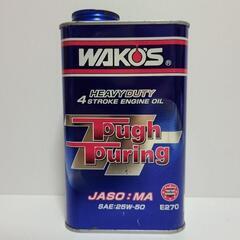 WAKO'S®
HEAVYDUTY
4 STROKE ENGINE OIL
Tough
Touring
JASO:MA
SAE:25W-50
E270